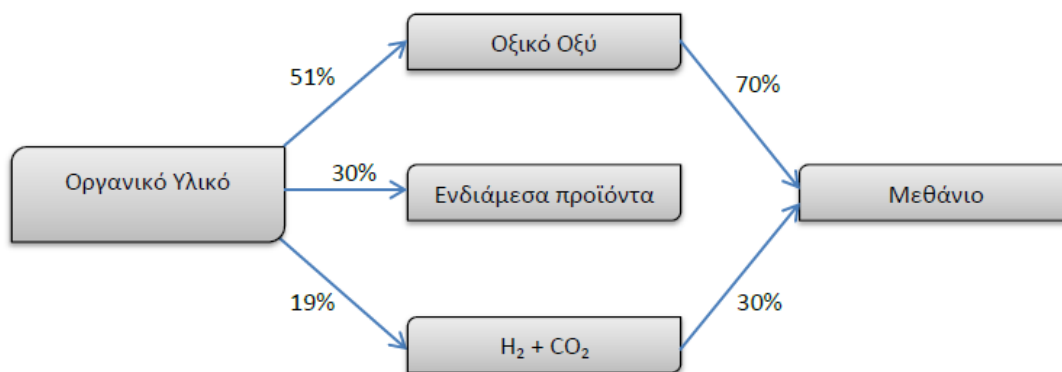 Οξικό Οξύ
51%
70%
Οργανικό Υλικό
30%
Ενδιάμεσα προϊόντα
Μεθάνιο
19%
30%
H₂ + CO₂